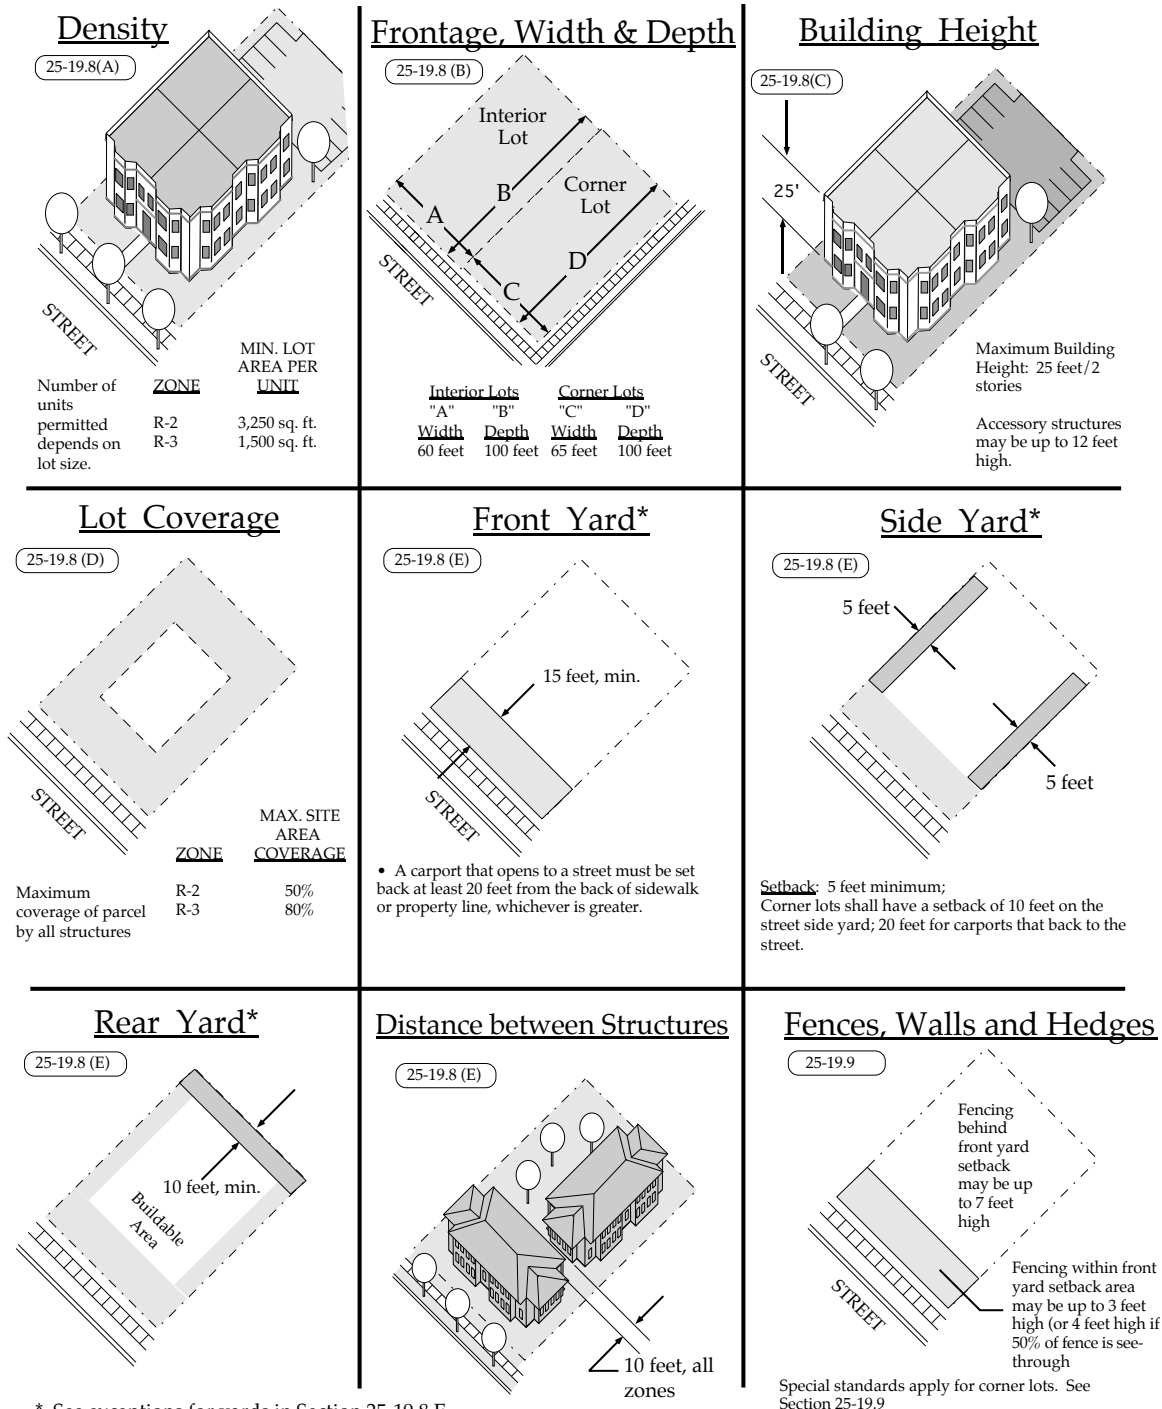 Density
25-19.8(A)
STREET
Number of
units
permitted
depends on
lot size.
ZONE
R-2
R-3
MIN. LOT
AREA PER
UNIT
3,250 sq. ft.
1,500 sq. ft.
Frontage, Width & Depth
25-19.8 (B)
Interior
Lot
Corner
Lot
A
B
C
D
STREET
Interior Lots Corner Lots
"A" "B" "C" "D"
Width Depth Width Depth
60 feet 100 feet 65 feet 100 feet
Building Height
25-19.8(C)
25'
STREET
Maximum Building
Height: 25 feet/2
stories
Accessory structures
may be up to 12 feet
high.
Lot Coverage
25-19.8 (D)
STREET
Maximum
coverage of parcel
by all structures
ZONE
R-2
R-3
MAX. SITE
AREA
COVERAGE
50%
80%
Front Yard*
25-19.8 (E)
15 feet, min.
STREET
• A carport that opens to a street must be set
back at least 20 feet from the back of sidewalk
or property line, whichever is greater.
Side Yard*
25-19.8 (E)
5 feet
5 feet
Setback: 5 feet minimum;
Corner lots shall have a setback of 10 feet on the
street side yard; 20 feet for carports that back to the
street.
Rear Yard*
25-19.8 (E)
10 feet, min.
Buildable
Area
Distance between Structures
25-19.8 (E)
10 feet, all
zones
Fences, Walls and Hedges
25-19.9
Fencing
behind
front yard
setback
may be up
to 7 feet
high
STREET
Fencing within front
yard setback area
may be up to 3 feet
high (or 4 feet high if
50% of fence is see-
through
Special standards apply for corner lots. See
Section 25-19.9
* See exceptions for yards in Section 25-19.8 E